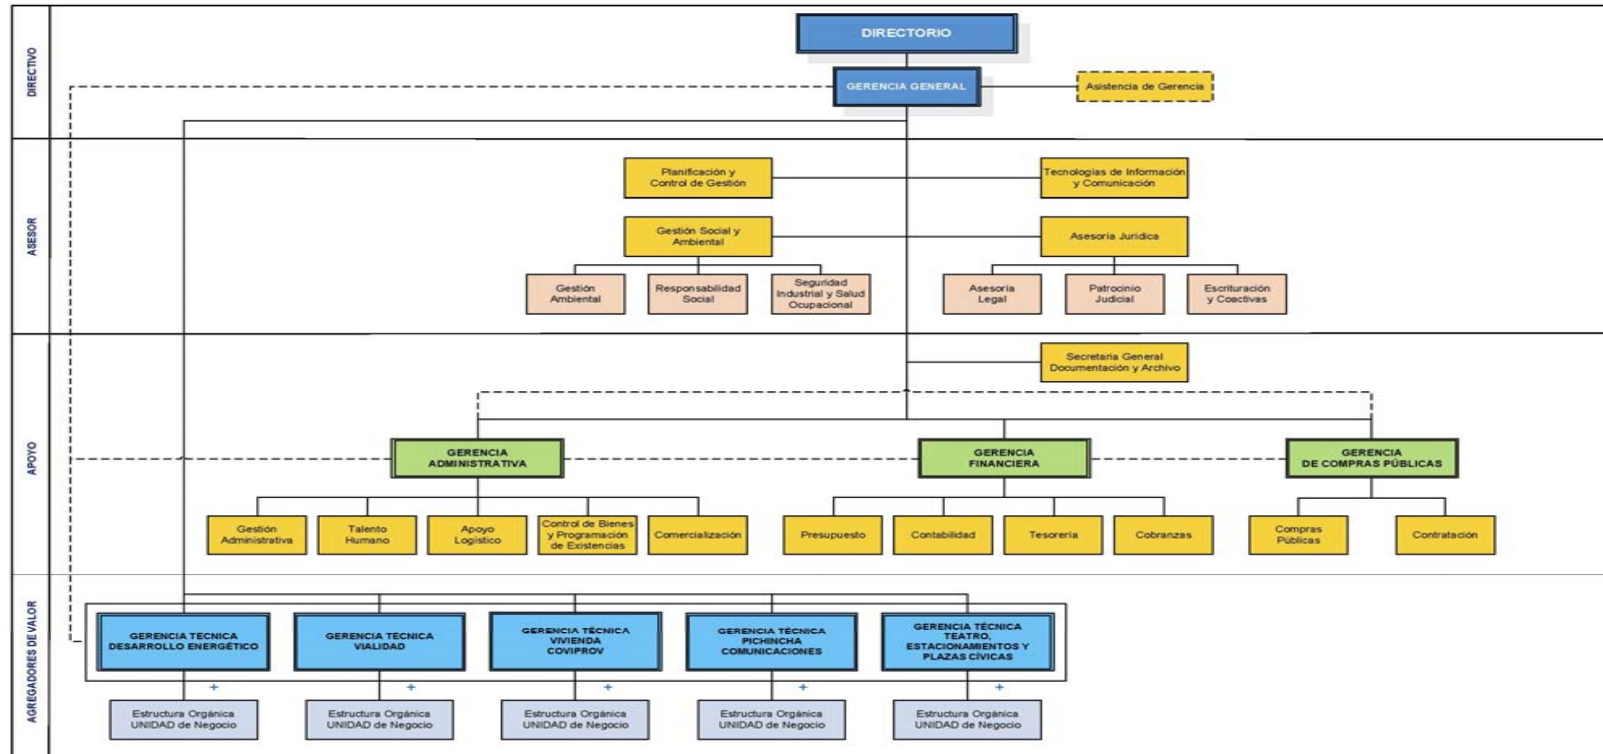 DIRECTIVO
DIRECTORIO
GERENCIA GENERAL
Asistencia de Gerencia
ASESOR
Planificación y
Control de Gestión
Tecnologías de Información
y Comunicación
Gestión Social y
Ambiental
Asesoría Jurídica
Gestión
Ambiental
Responsabilidad
Social
Seguridad
Industrial y Salud
Ocupacional
Asesoría
Legal
Patrocinio
Judicial
Escrituración
y Coactivas
APOYO
Secretaria General
Documentación y Archivo
GERENCIA
ADMINISTRATIVA
GERENCIA
FINANCIERA
GERENCIA
DE COMPRAS PÚBLICAS
Gestión
Administrativa
Talento
Humano
Apoyo
Logístico
Control de Bienes
y Programación
de Existencias
Comercialización
Presupuesto
Contabilidad
Tesorería
Cobranzas
Compras
Públicas
Contratación
AGREGADORES DE VALOR
GERENCIA TÉCNICA
DESARROLLO ENERGÉTICO
GERENCIA TÉCNICA
VIALIDAD
GERENCIA TÉCNICA
VIVIENDA
COVIPROV
GERENCIA TÉCNICA
PICHINCHA
COMUNICACIONES
GERENCIA TÉCNICA
TEATRO,
ESTACIONAMIENTOS Y
PLAZAS CÍVICAS
+
+
+
+
+
Estructura Orgánica
UNIDAD de Negocio
Estructura Orgánica
UNIDAD de Negocio
Estructura Orgánica
UNIDAD de Negocio
Estructura Orgánica
UNIDAD de Negocio
Estructura Orgánica
UNIDAD de Negocio